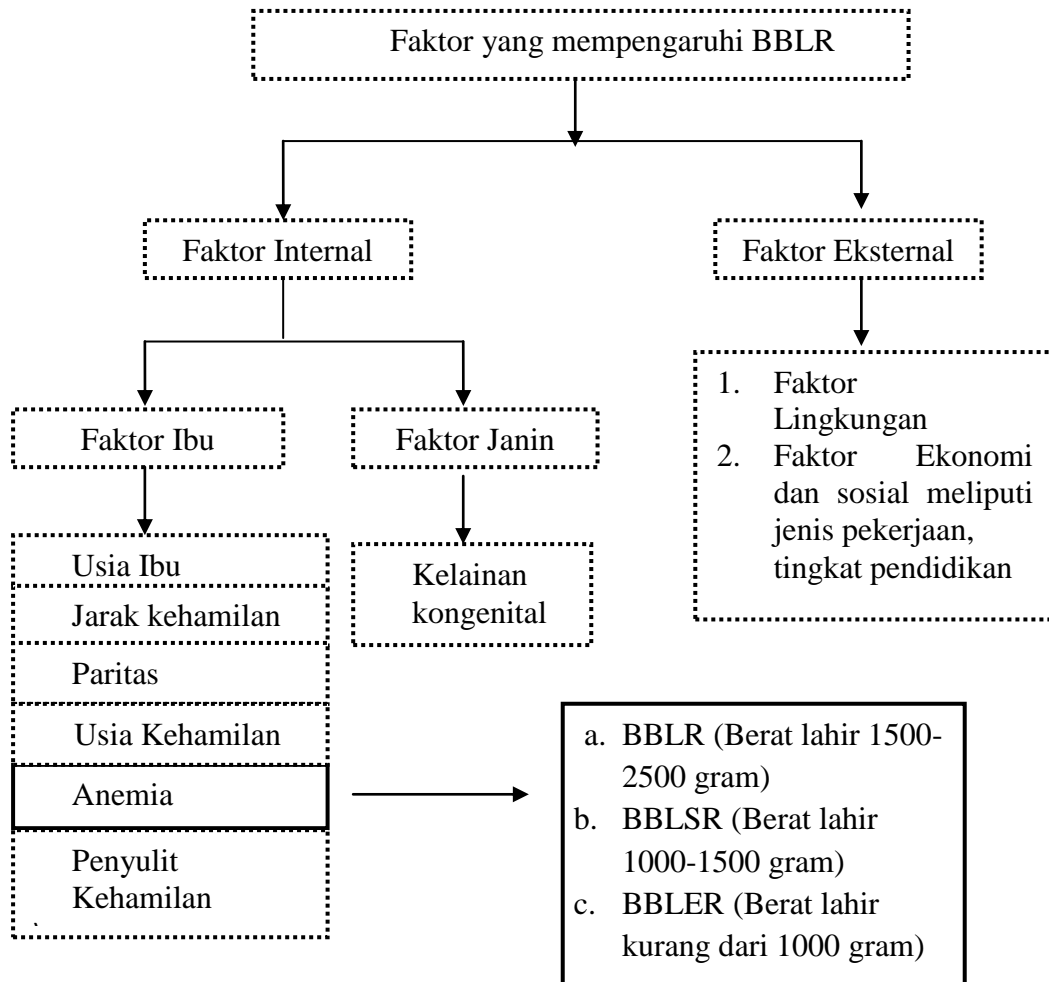 Faktor yang mempengaruhi BBLR
Faktor Internal
Faktor Eksternal
Faktor Ibu
Faktor Janin
1. Faktor
Lingkungan
2. Faktor Ekonomi
dan sosial meliputi
jenis pekerjaan,
tingkat pendidikan
Usia Ibu
Jarak kehamilan
Paritas
Usia Kehamilan
Anemia
Penyulit
Kehamilan
.
Kelainan
kongenital
a. BBLR (Berat lahir 1500-
2500 gram)
b. BBLSR (Berat lahir
1000-1500 gram)
c. BBLER (Berat lahir
kurang dari 1000 gram)